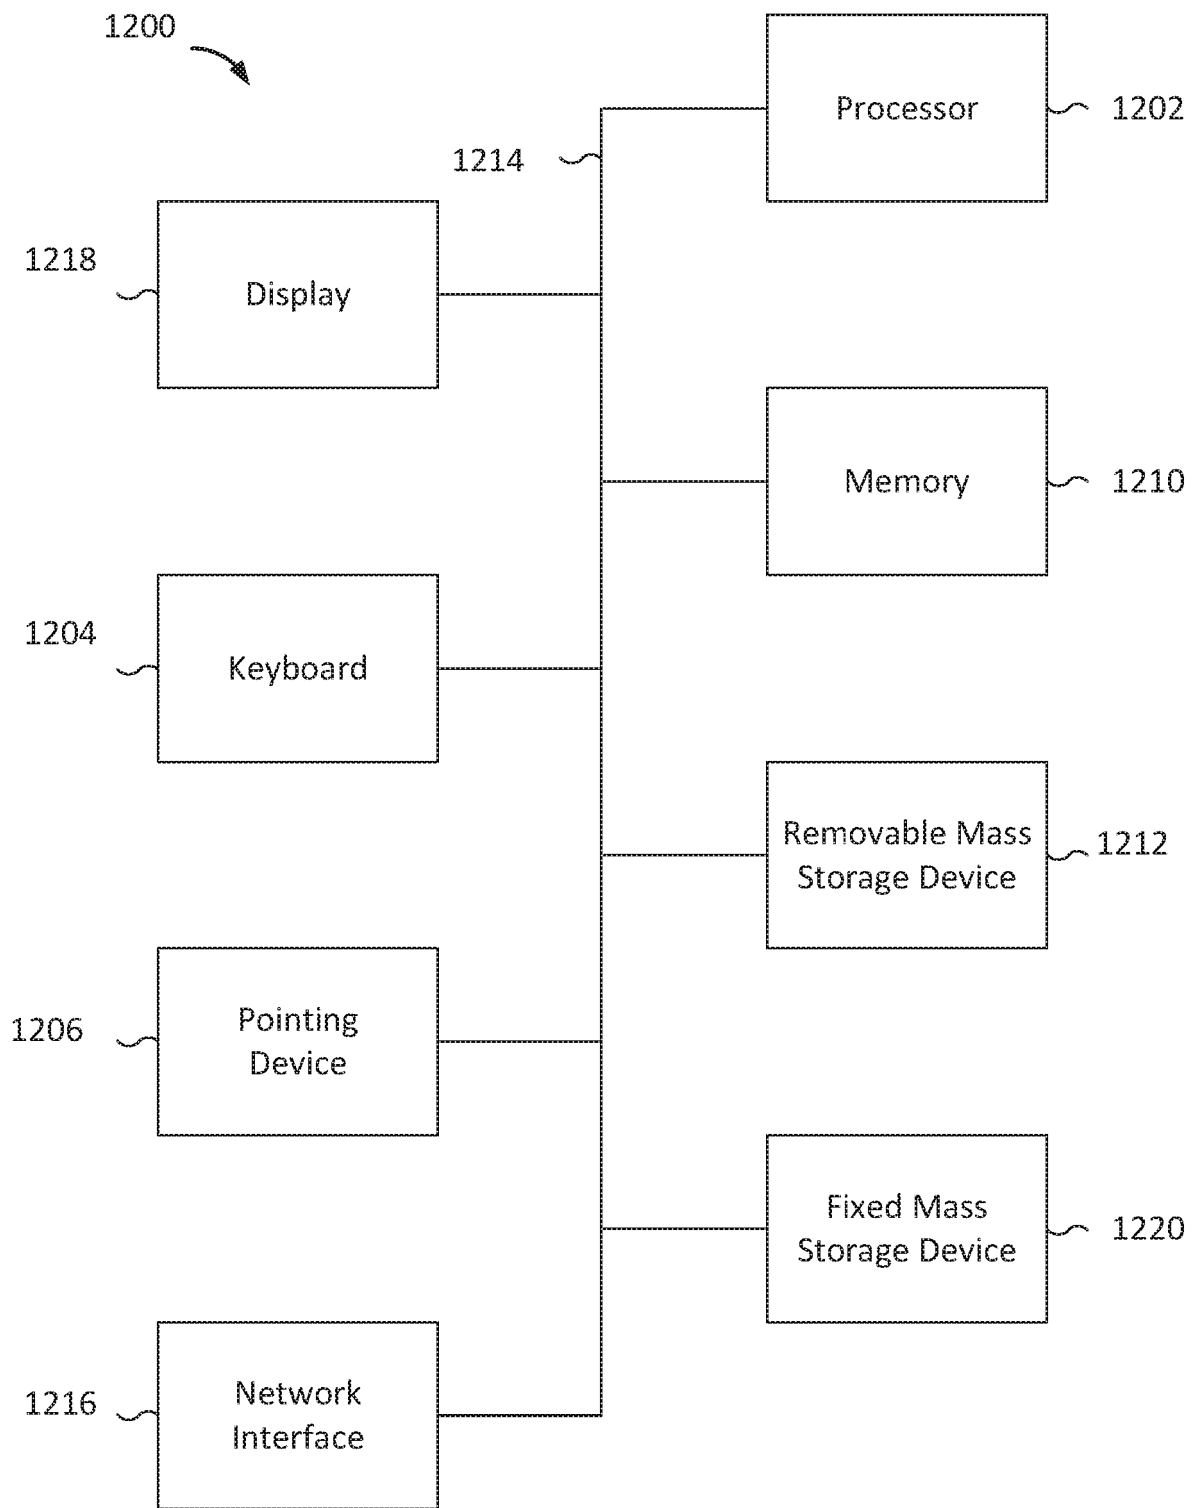 1200
Processor
1202
1214
1218
Display
Memory
1210
1204
Keyboard
Removable Mass
Storage Device
1212
1206
Pointing
Device
Fixed Mass
Storage Device
1220
1216
Network
Interface